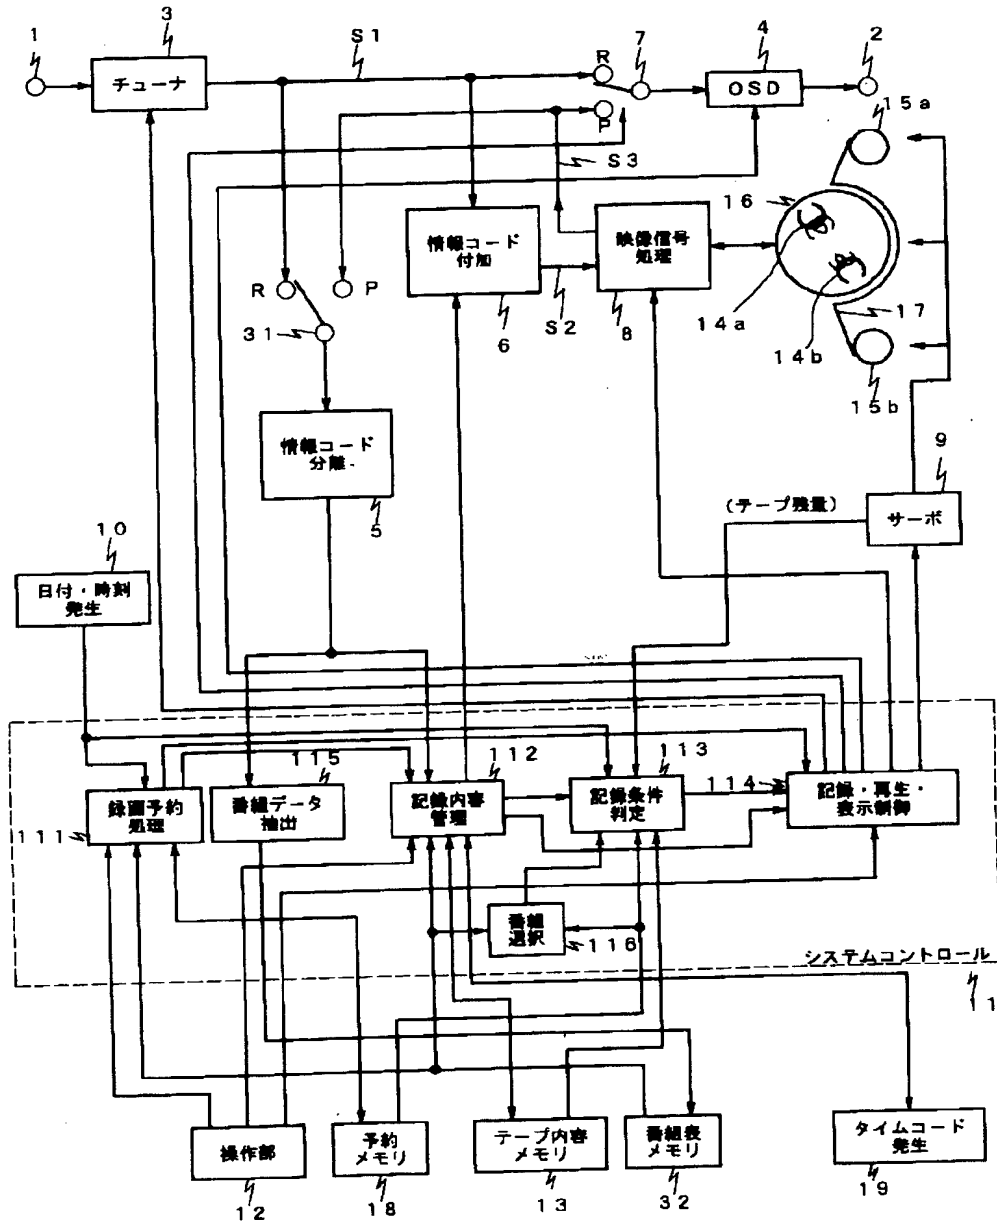 1
3
チューナ
S1
R
7
4
OSD
2
P
S3
15a
16
情報コード
付加
映像信号
処理
R
P
31
6
S2
8
14a
14b
17
15b
情報コード
分離
5
9
サーボ
(テープ残量)
10
日付・時刻
発生
115
112
113
114
録画予約
処理
111
番組データ
抽出
記録内容
管理
記録条件
判定
記録・再生・
表示制御
番組
選択
116
システムコントロール
11
操作部
12
予約
メモリ
18
テープ内容
メモリ
13
番組表
メモリ
32
タイムコード
発生
19